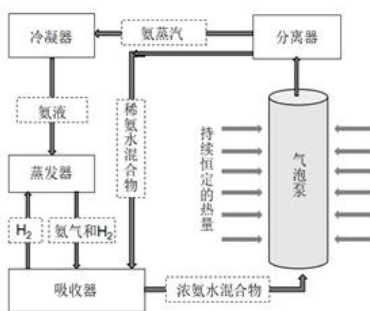 冷凝器
氨蒸汽
分离器
氨液
稀氨水混合物
持续恒定的热量
气泡泵
蒸发器
H₂
氨气和H₂
吸收器
浓氨水混合物